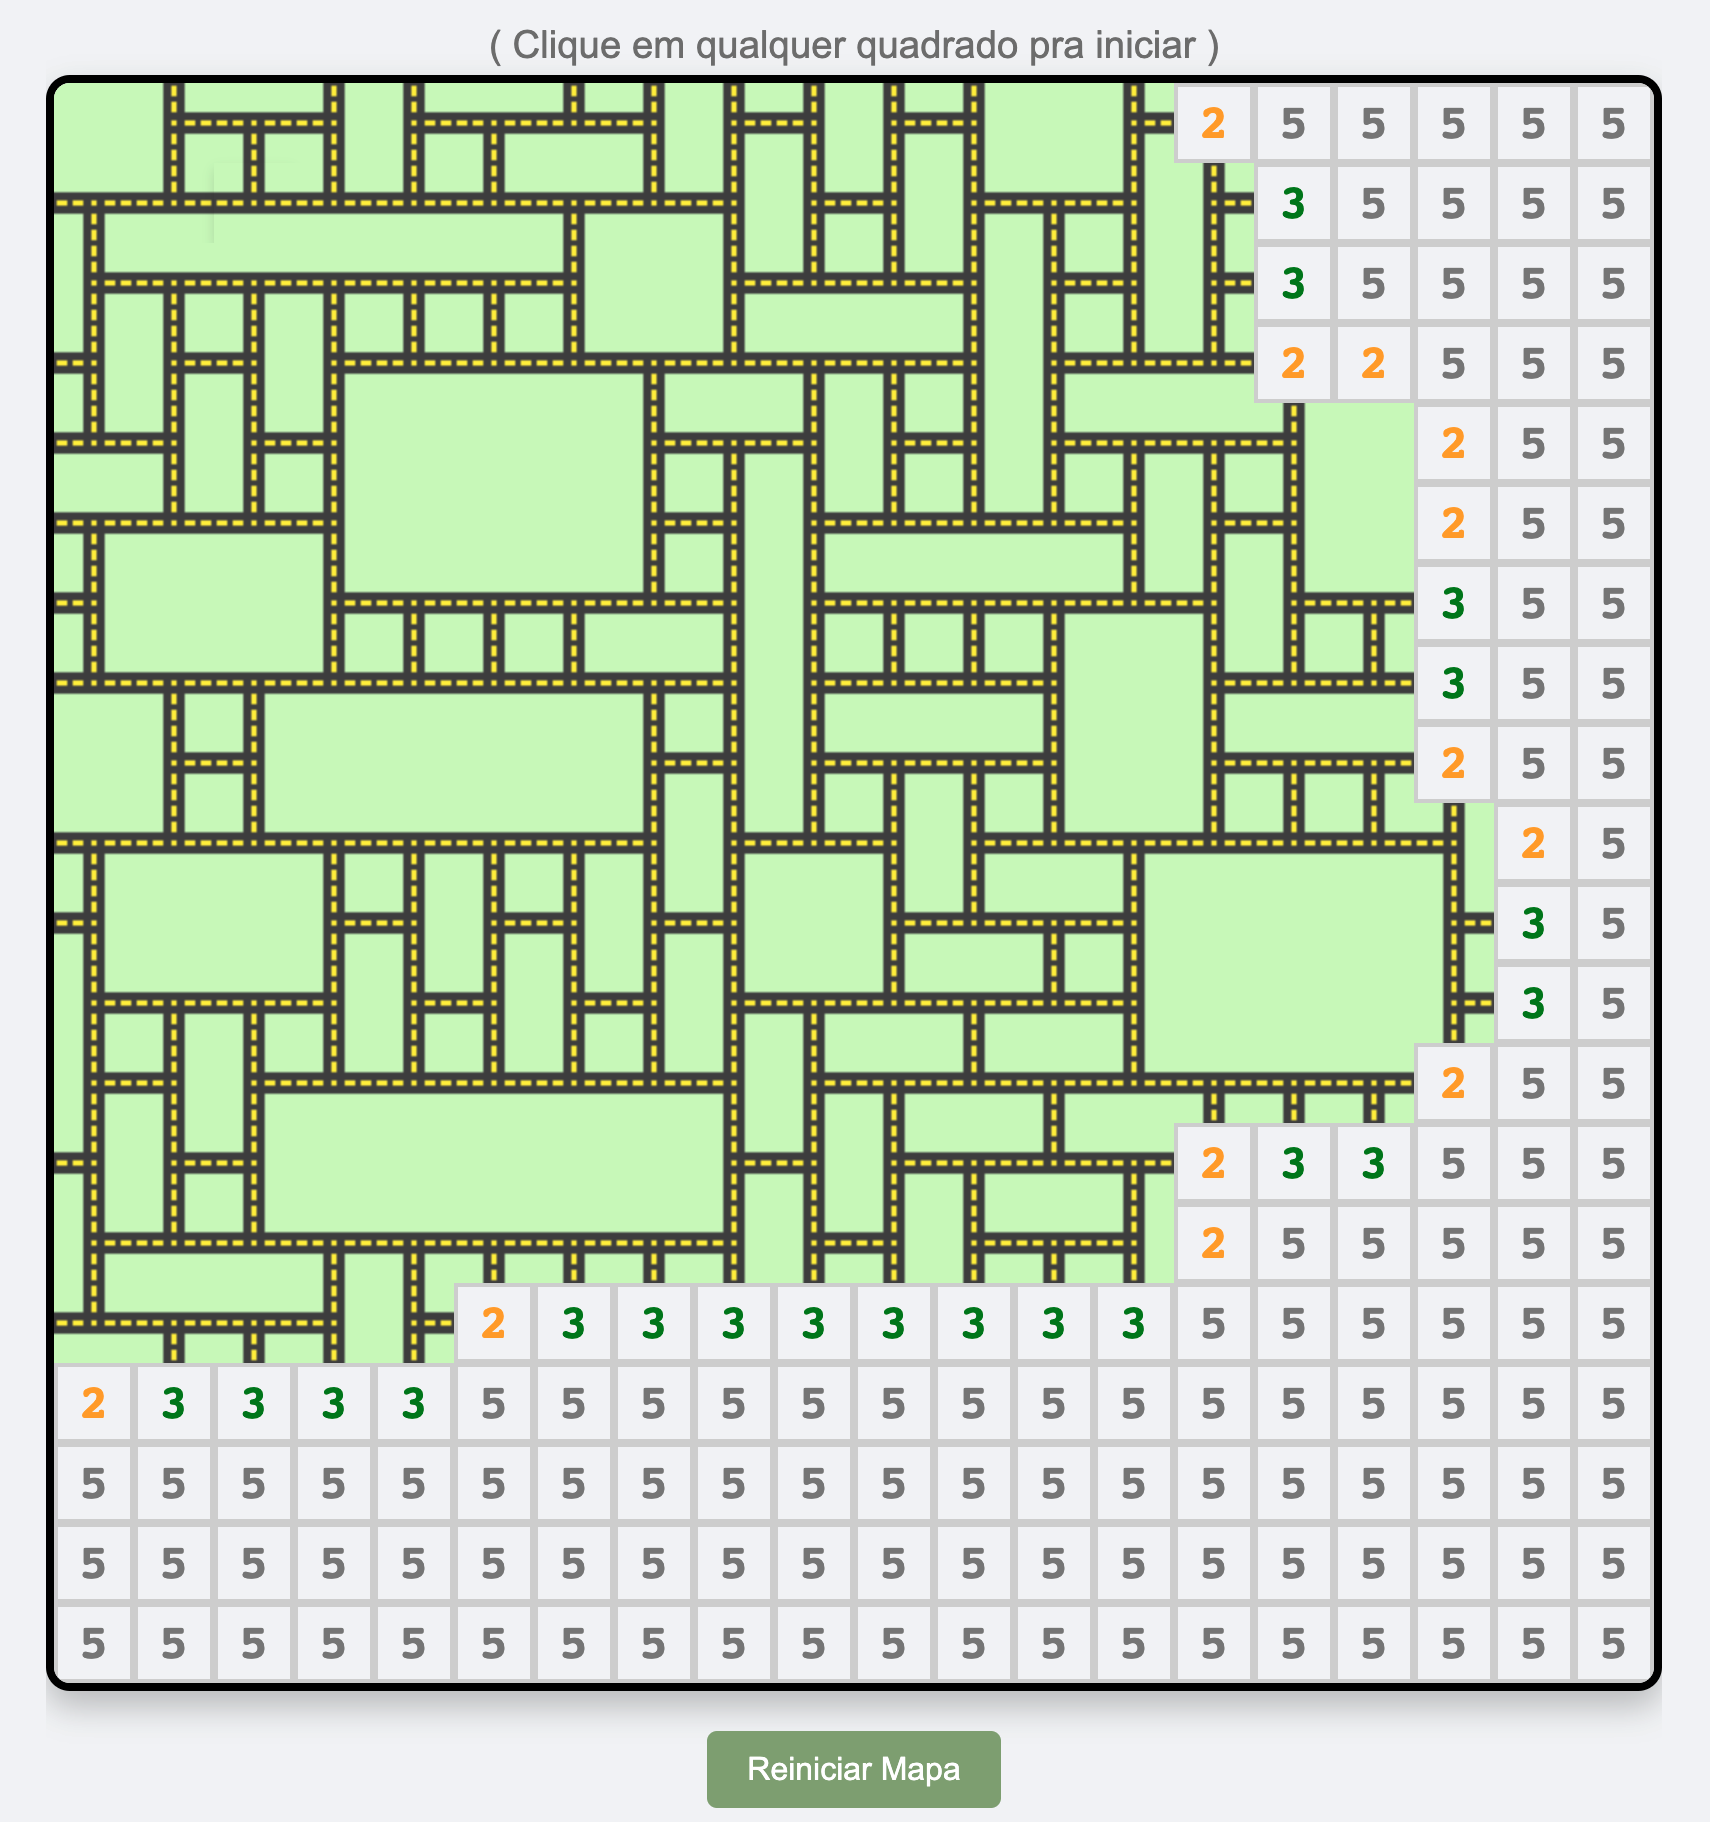 ( Clique em qualquer quadrado pra iniciar )
2 5 5 5 5 5
3 5 5 5 5
3 5 5 5 5
2 2 5 5 5
2 5 5
2 5 5
3 5 5
3 5 5
2 5 5
2 5
3 5
3 5
2 5 5
2 3 3 5 5 5
2 5 5 5 5 5
2 3 3 3 3 3 3 3 3 5 5 5 5 5 5
2 3 3 3 3 5 5 5 5 5 5 5 5 5 5 5 5 5 5 5
5 5 5 5 5 5 5 5 5 5 5 5 5 5 5 5 5 5 5 5
5 5 5 5 5 5 5 5 5 5 5 5 5 5 5 5 5 5 5 5
5 5 5 5 5 5 5 5 5 5 5 5 5 5 5 5 5 5 5 5
Reiniciar Mapa